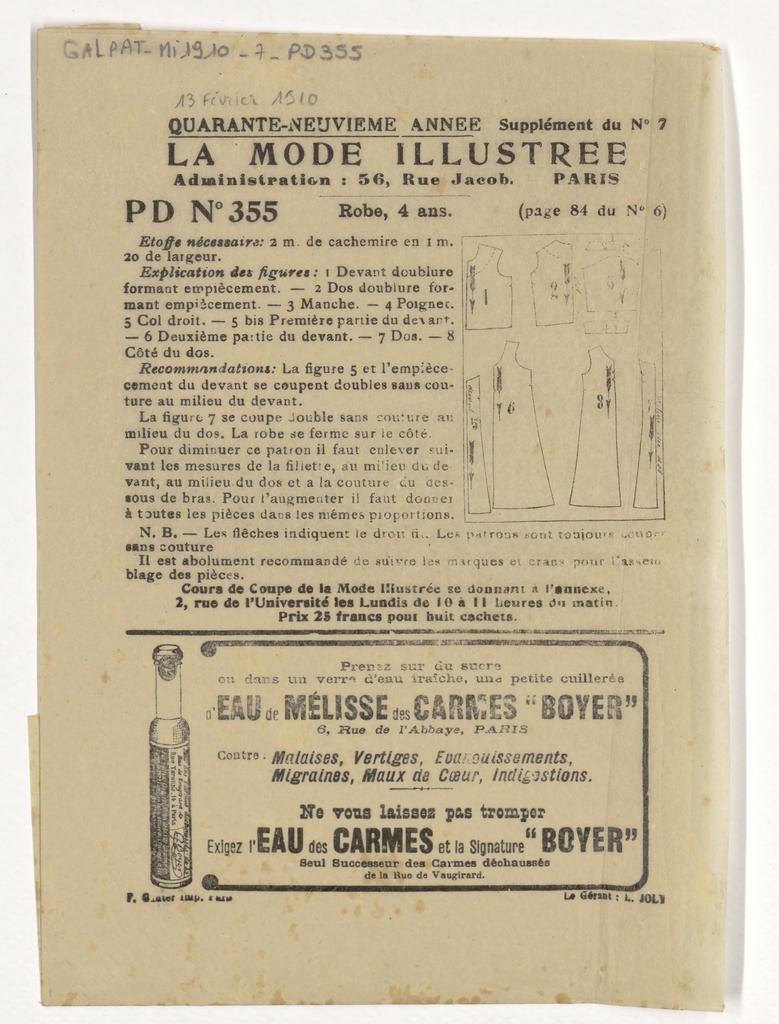 GALPAT-Mi1910-7-PD355
13 Février 1910
QUARANTE-NEUVIEME ANNEE Supplément du N° 7
LA MODE ILLUSTREE
Administration : 56, Rue Jacob. PARIS
PD N° 355 Robe, 4 ans. (page 84 du N° 6)
Etoffe nécessaire: 2 m. de cachemire en 1 m.
20 de largeur.
Explication des figures : 1 Devant doublure
formant empiècement. — 2 Dos doublure for-
mant empiècement. — 3 Manche. — 4 Poignet.
5 Col droit. — 5 bis Première partie du devant.
— 6 Deuxième partie du devant. — 7 Dos. — 8
Côté du dos.
Recommandations: La figure 5 et l'empièce-
cement du devant se coupent doubles sans cou-
ture au milieu du devant.
La figure 7 se coupe double sans couture au
milieu du dos. La robe se ferme sur le côté.
Pour diminuer ce patron il faut enlever sui-
vant les mesures de la fillette, au milieu du de-
vant, au milieu du dos et a la couture du des-
sous de bras. Pour l'augmenter il faut donner
à toutes les pièces dans les mêmes proportions.
1 2
6 8
N. B. — Les flêches indiquent le droit fil. Les patrons sont toujours coupés
sans couture
Il est abolument recommandé de suivre les marques et crans pour l'assem
blage des pièces.
Cours de Coupe de la Mode Illustrée se donnant à l'annexe,
2, rue de l'Université les Lundis de 10 à 11 heures du matin.
Prix 25 francs pour huit cachets.
Prenez sur du sucre
ou dans un verre d'eau fraîche, une petite cuillerée
d'EAU de MÉLISSE des CARMES "BOYER"
6, Rue de l'Abbaye, PARIS
Contre : Malaises, Vertiges, Evanouissements,
Migraines, Maux de Cœur, Indigestions.
Ne vous laissez pas tromper
Exigez l'EAU des CARMES et la Signature "BOYER"
Seul Successeur des Carmes déchaussés
de la Rue de Vaugirard.
Imp. Paris
Le Gérant : L. JOLY